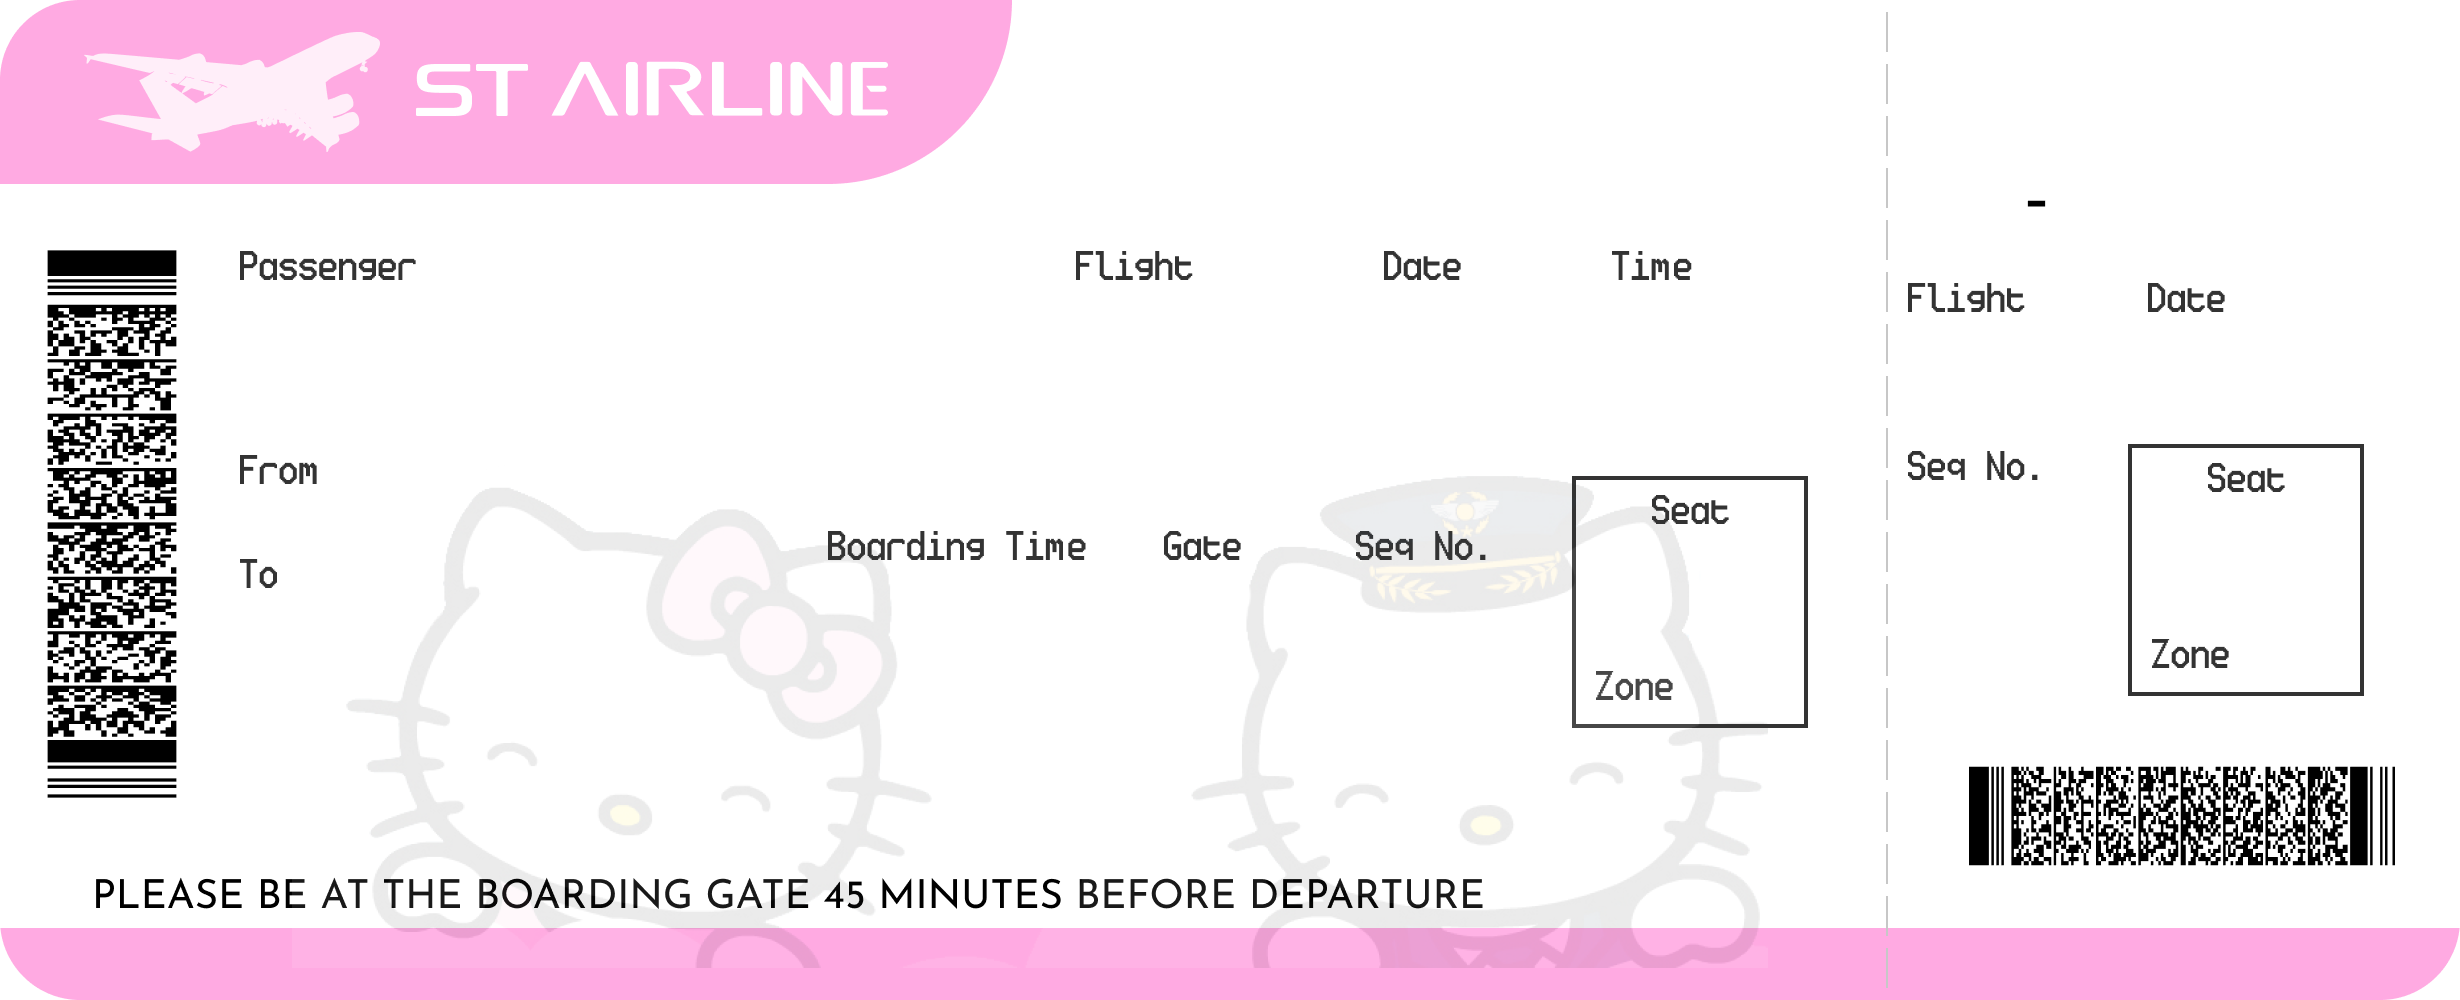 ST AIRLINE
-
Passenger Flight Date Time
Flight Date
From
Seq No. Seat
Seat
Boarding Time Gate Seq No.
To
Zone
Zone
PLEASE BE AT THE BOARDING GATE 45 MINUTES BEFORE DEPARTURE